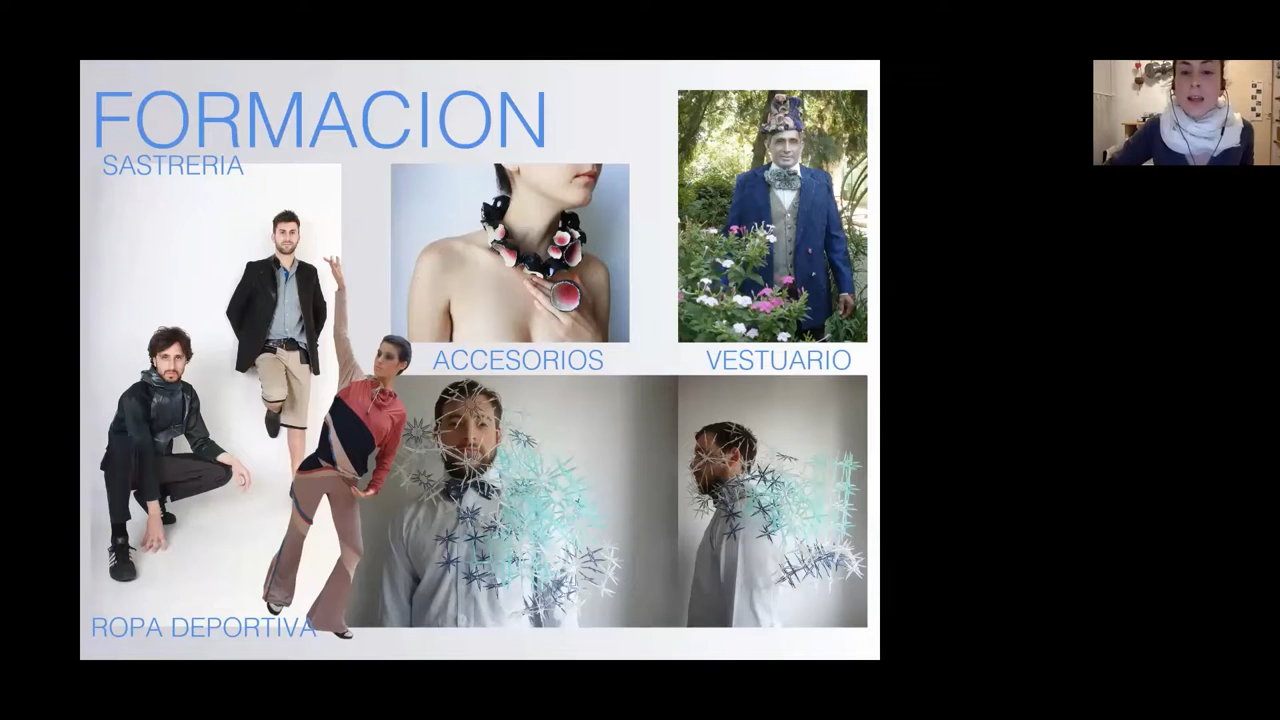 FORMACION
SASTRERIA
ACCESORIOS
VESTUARIO
ROPA DEPORTIVA